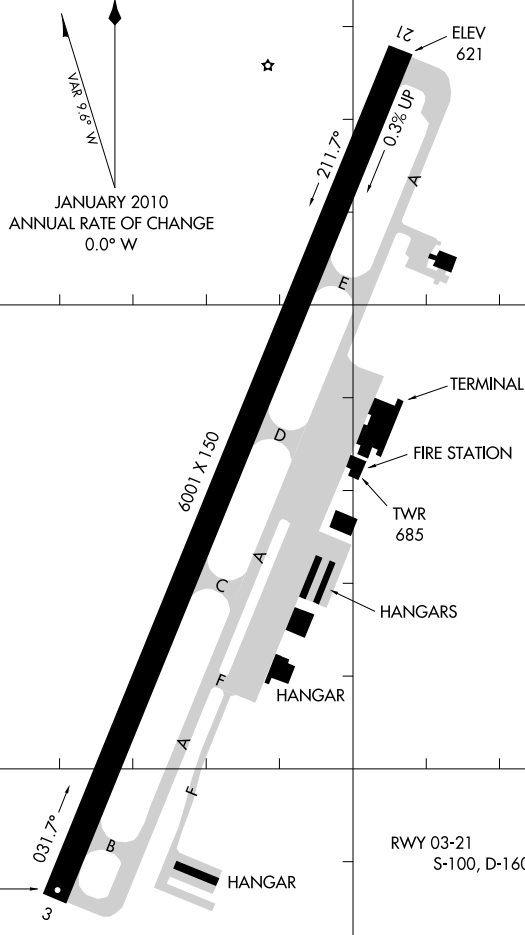 21
ELEV
621
VAR 9.6° W
JANUARY 2010
ANNUAL RATE OF CHANGE
0.0° W
211.7°
0.3% UP
A
E
TERMINAL
D
FIRE STATION
6001 X 150
TWR
685
A
C
HANGARS
F
HANGAR
A
F
031.7°
B
RWY 03-21
S-100, D-160
HANGAR
3